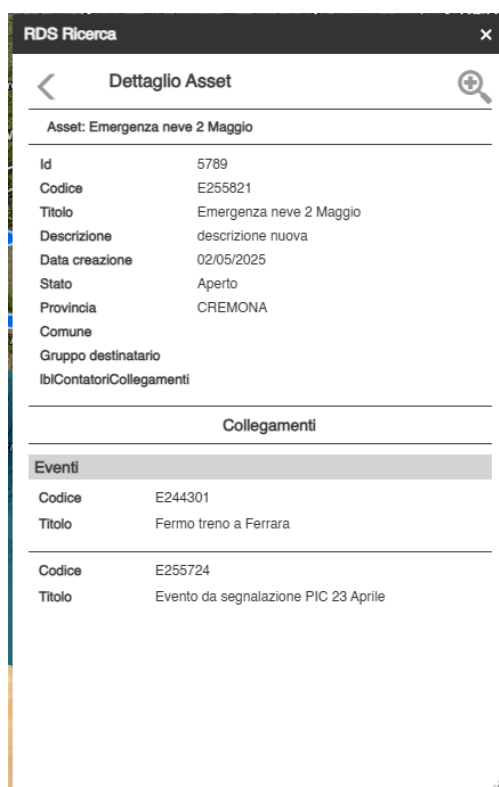 RDS Ricerca ×
Dettaglio Asset
Asset: Emergenza neve 2 Maggio
Id 5789
Codice E255821
Titolo Emergenza neve 2 Maggio
Descrizione descrizione nuova
Data creazione 02/05/2025
Stato Aperto
Provincia CREMONA
Comune
Gruppo destinatario
lblContatoriCollegamenti
Collegamenti
Eventi
Codice E244301
Titolo Fermo treno a Ferrara
Codice E255724
Titolo Evento da segnalazione PIC 23 Aprile